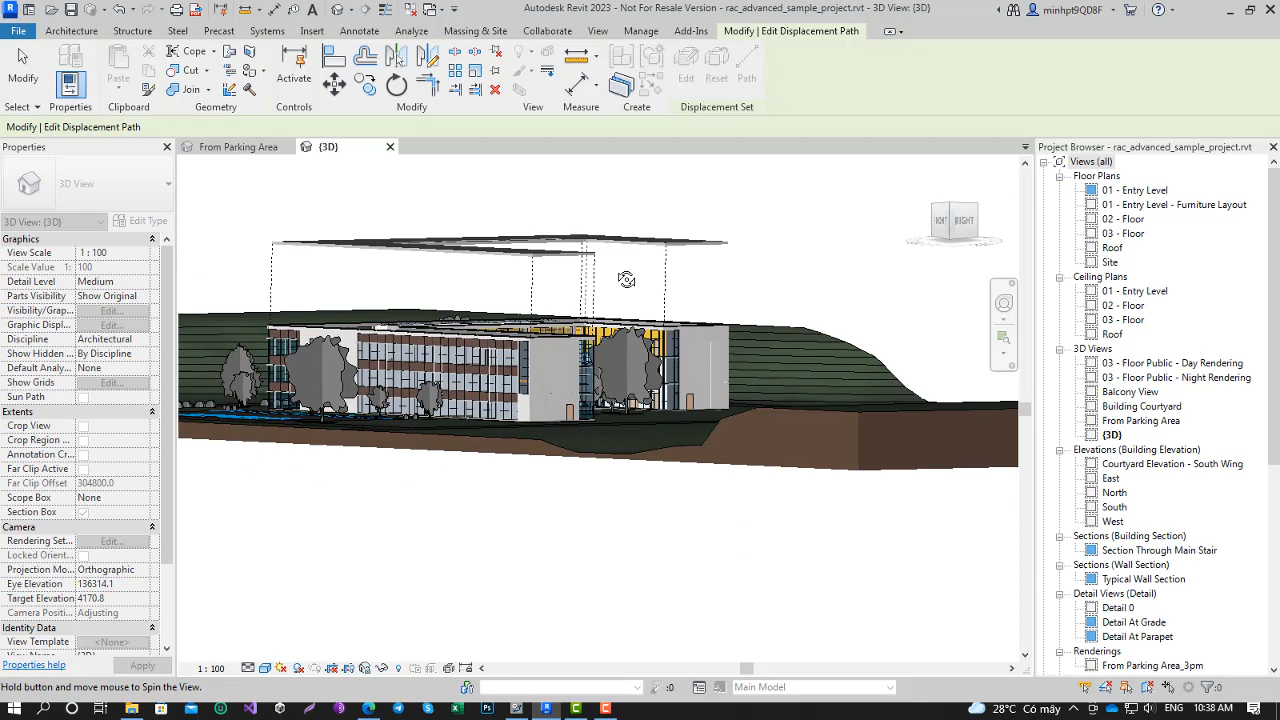 Autodesk Revit 2023 - Not For Resale Version - rac_advanced_sample_project.rvt - 3D View: {3D}
minhpt9QD8F
File Architecture Structure Steel Precast Systems Insert Annotate Analyze Massing & Site Collaborate View Manage Add-Ins Modify | Edit Displacement Path
Modify Paste Cope Cut Join Activate Edit Reset Path
Select Properties Clipboard Geometry Controls Modify View Measure Create Displacement Set
Modify | Edit Displacement Path
Properties
From Parking Area {3D}
Project Browser - rac_advanced_sample_project.rvt
3D View
3D View: {3D} Edit Type
Graphics
View Scale 1 : 100
Scale Value 1: 100
Detail Level Medium
Parts Visibility Show Original
Visibility/Grap... Edit...
Graphic Displ... Edit...
Discipline Architectural
Show Hidden ... By Discipline
Default Analy... None
Show Grids Edit...
Sun Path
Extents
Crop View
Crop Region ...
Annotation Cr...
Far Clip Active
Far Clip Offset 304800.0
Scope Box None
Section Box
Camera
Rendering Set... Edit...
Locked Orient...
Projection Mo... Orthographic
Eye Elevation 136314.1
Target Elevation 4170.8
Camera Positi... Adjusting
Identity Data
View Template <None>
Properties help Apply
RIGHT
Views (all)
Floor Plans
01 - Entry Level
01 - Entry Level - Furniture Layout
02 - Floor
03 - Floor
Roof
Site
Ceiling Plans
01 - Entry Level
02 - Floor
03 - Floor
Roof
3D Views
03 - Floor Public - Day Rendering
03 - Floor Public - Night Rendering
Balcony View
Building Courtyard
From Parking Area
{3D}
Elevations (Building Elevation)
Courtyard Elevation - South Wing
East
North
South
West
Sections (Building Section)
Section Through Main Stair
Sections (Wall Section)
Typical Wall Section
Detail Views (Detail)
Detail 0
Detail At Grade
Detail At Parapet
Renderings
From Parking Area_3pm
1 : 100
Hold button and move mouse to Spin the View.
:0
Main Model
:0
28°C Có mây
10:38 AM